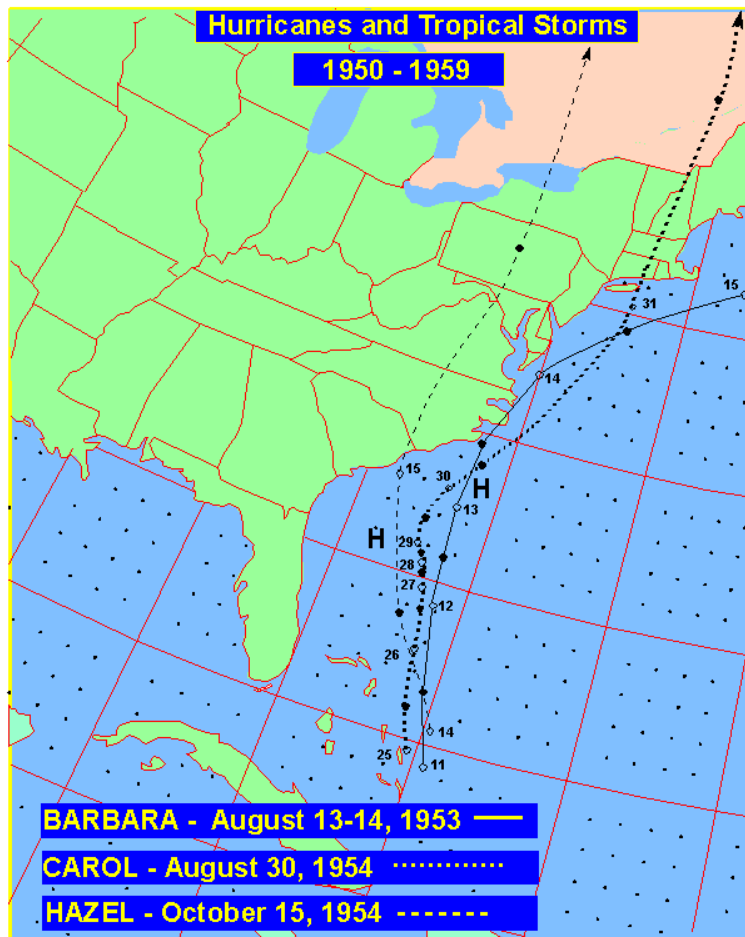 Hurricanes and Tropical Storms
1950 - 1959
31
15
14
15
30
H
13
H
29
28
27
12
26
14
25
11
BARBARA - August 13-14, 1953
CAROL - August 30, 1954
HAZEL - October 15, 1954